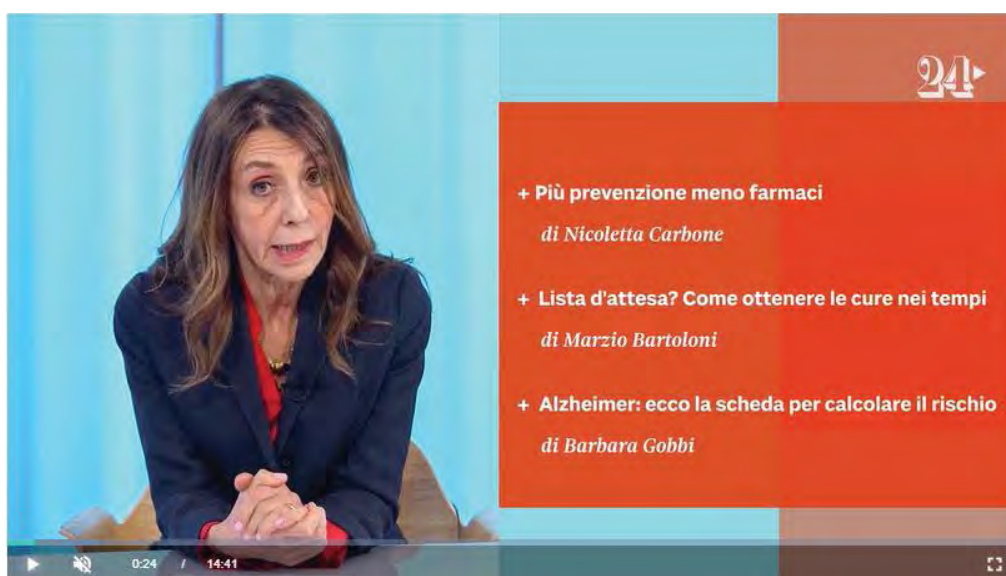 24
+ Più prevenzione meno farmaci
di Nicoletta Carbone
+ Lista d'attesa? Come ottenere le cure nei tempi
di Marzio Bartoloni
+ Alzheimer: ecco la scheda per calcolare il rischio
di Barbara Gobbi
0:24 / 14:41